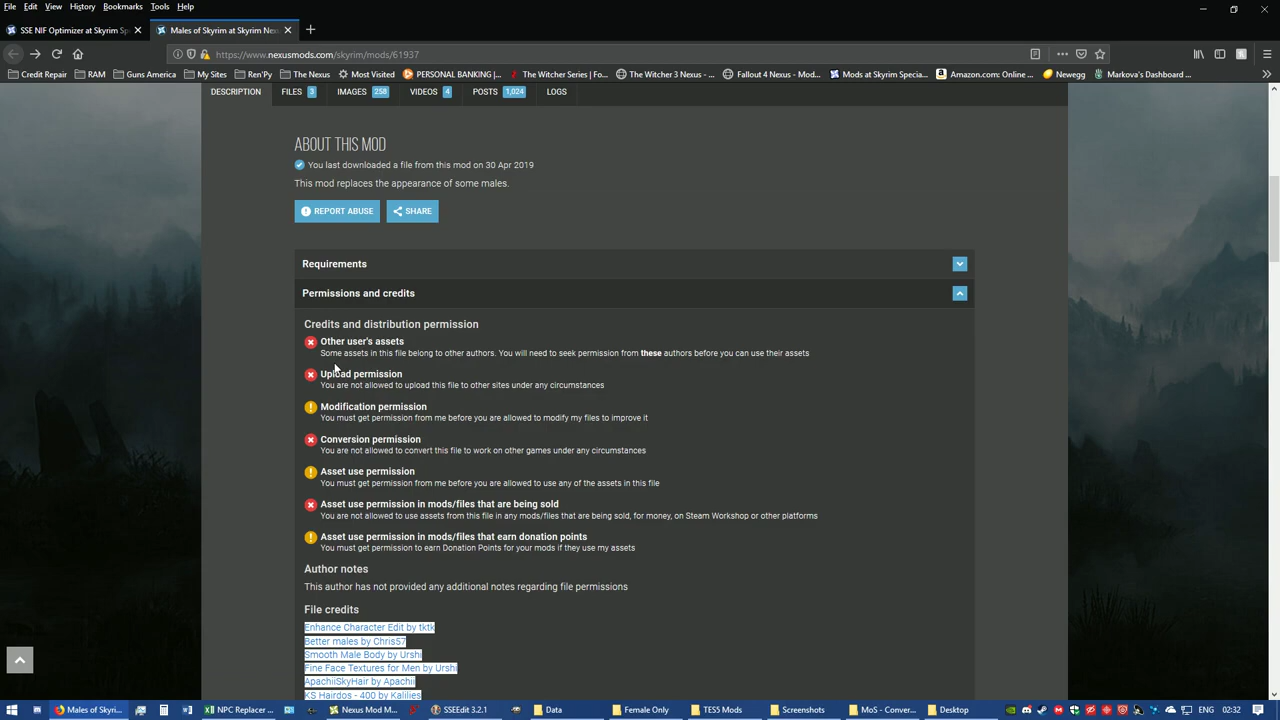 File Edit View History Bookmarks Tools Help
SSE NIF Optimizer at Skyrim Sp
Males of Skyrim at Skyrim Nex
https://www.nexusmods.com/skyrim/mods/61937
Credit Repair RAM Guns America My Sites Ren'Py The Nexus Most Visited PERSONAL BANKING |... The Witcher Series | Fo... The Witcher 3 Nexus - ... Fallout 4 Nexus - Mod... Mods at Skyrim Specia... Amazon.com: Online ... Newegg Markova's Dashboard ...
DESCRIPTION FILES 3 IMAGES 258 VIDEOS 4 POSTS 1,024 LOGS
ABOUT THIS MOD
You last downloaded a file from this mod on 30 Apr 2019
This mod replaces the appearance of some males.
REPORT ABUSE SHARE
Requirements
Permissions and credits
Credits and distribution permission
Other user's assets
Some assets in this file belong to other authors. You will need to seek permission from these authors before you can use their assets
Upload permission
You are not allowed to upload this file to other sites under any circumstances
Modification permission
You must get permission from me before you are allowed to modify my files to improve it
Conversion permission
You are not allowed to convert this file to work on other games under any circumstances
Asset use permission
You must get permission from me before you are allowed to use any of the assets in this file
Asset use permission in mods/files that are being sold
You are not allowed to use assets from this file in any mods/files that are being sold, for money, on Steam Workshop or other platforms
Asset use permission in mods/files that earn donation points
You must get permission to earn Donation Points for your mods if they use my assets
Author notes
This author has not provided any additional notes regarding file permissions
File credits
Enhance Character Edit by tktk
Better males by Chris57
Smooth Male Body by Urshi
Fine Face Textures for Men by Urshi
ApachiiSkyHair by Apachii
KS Hairdos - 400 by Kalilies
Males of Skyri... NPC Replacer ... Nexus Mod M... SSEEdit 3.2.1 Data Female Only TES5 Mods Screenshots MoS - Conver... Desktop ENG 02:32